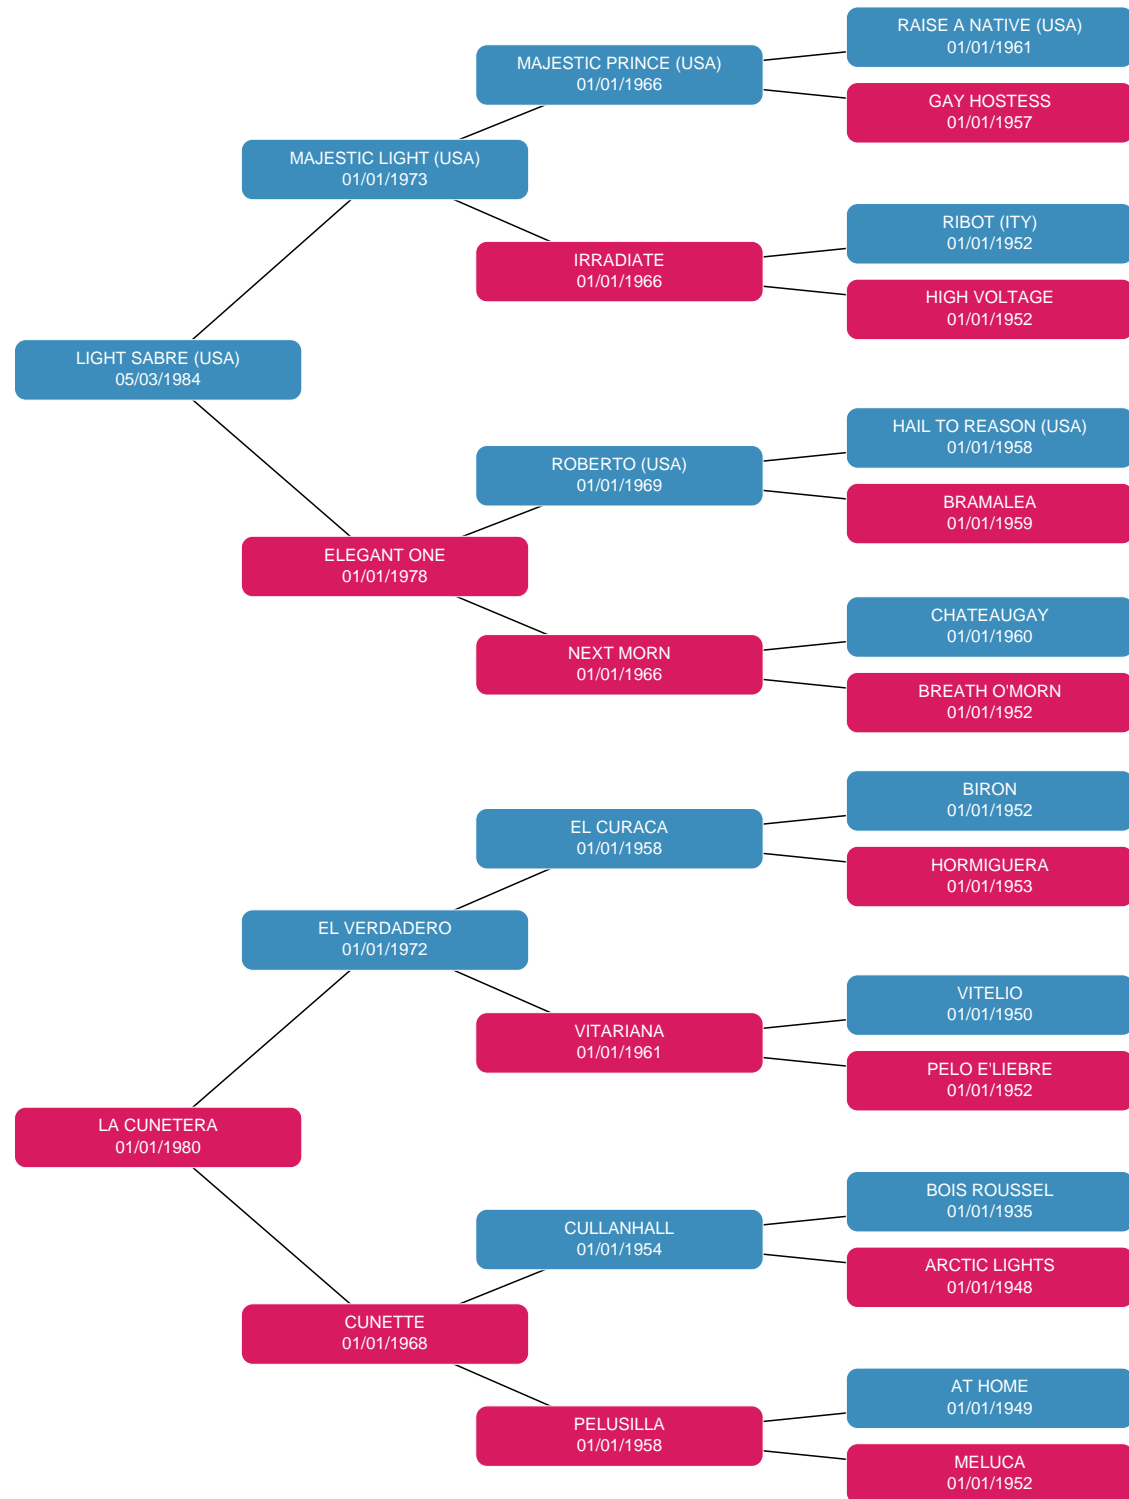 RAISE A NATIVE (USA)
01/01/1961
MAJESTIC PRINCE (USA)
01/01/1966
GAY HOSTESS
01/01/1957
MAJESTIC LIGHT (USA)
01/01/1973
RIBOT (ITY)
01/01/1952
IRRADIATE
01/01/1966
HIGH VOLTAGE
01/01/1952
LIGHT SABRE (USA)
05/03/1984
HAIL TO REASON (USA)
01/01/1958
ROBERTO (USA)
01/01/1969
BRAMALEA
01/01/1959
ELEGANT ONE
01/01/1978
CHATEAUGAY
01/01/1960
NEXT MORN
01/01/1966
BREATH O'MORN
01/01/1952
BIRON
01/01/1952
EL CURACA
01/01/1958
HORMIGUERA
01/01/1953
EL VERDADERO
01/01/1972
VITELIO
01/01/1950
VITARIANA
01/01/1961
PELO E'LIEBRE
01/01/1952
LA CUNETERA
01/01/1980
BOIS ROUSSEL
01/01/1935
CULLANHALL
01/01/1954
ARCTIC LIGHTS
01/01/1948
CUNETTE
01/01/1968
AT HOME
01/01/1949
PELUSILLA
01/01/1958
MELUCA
01/01/1952